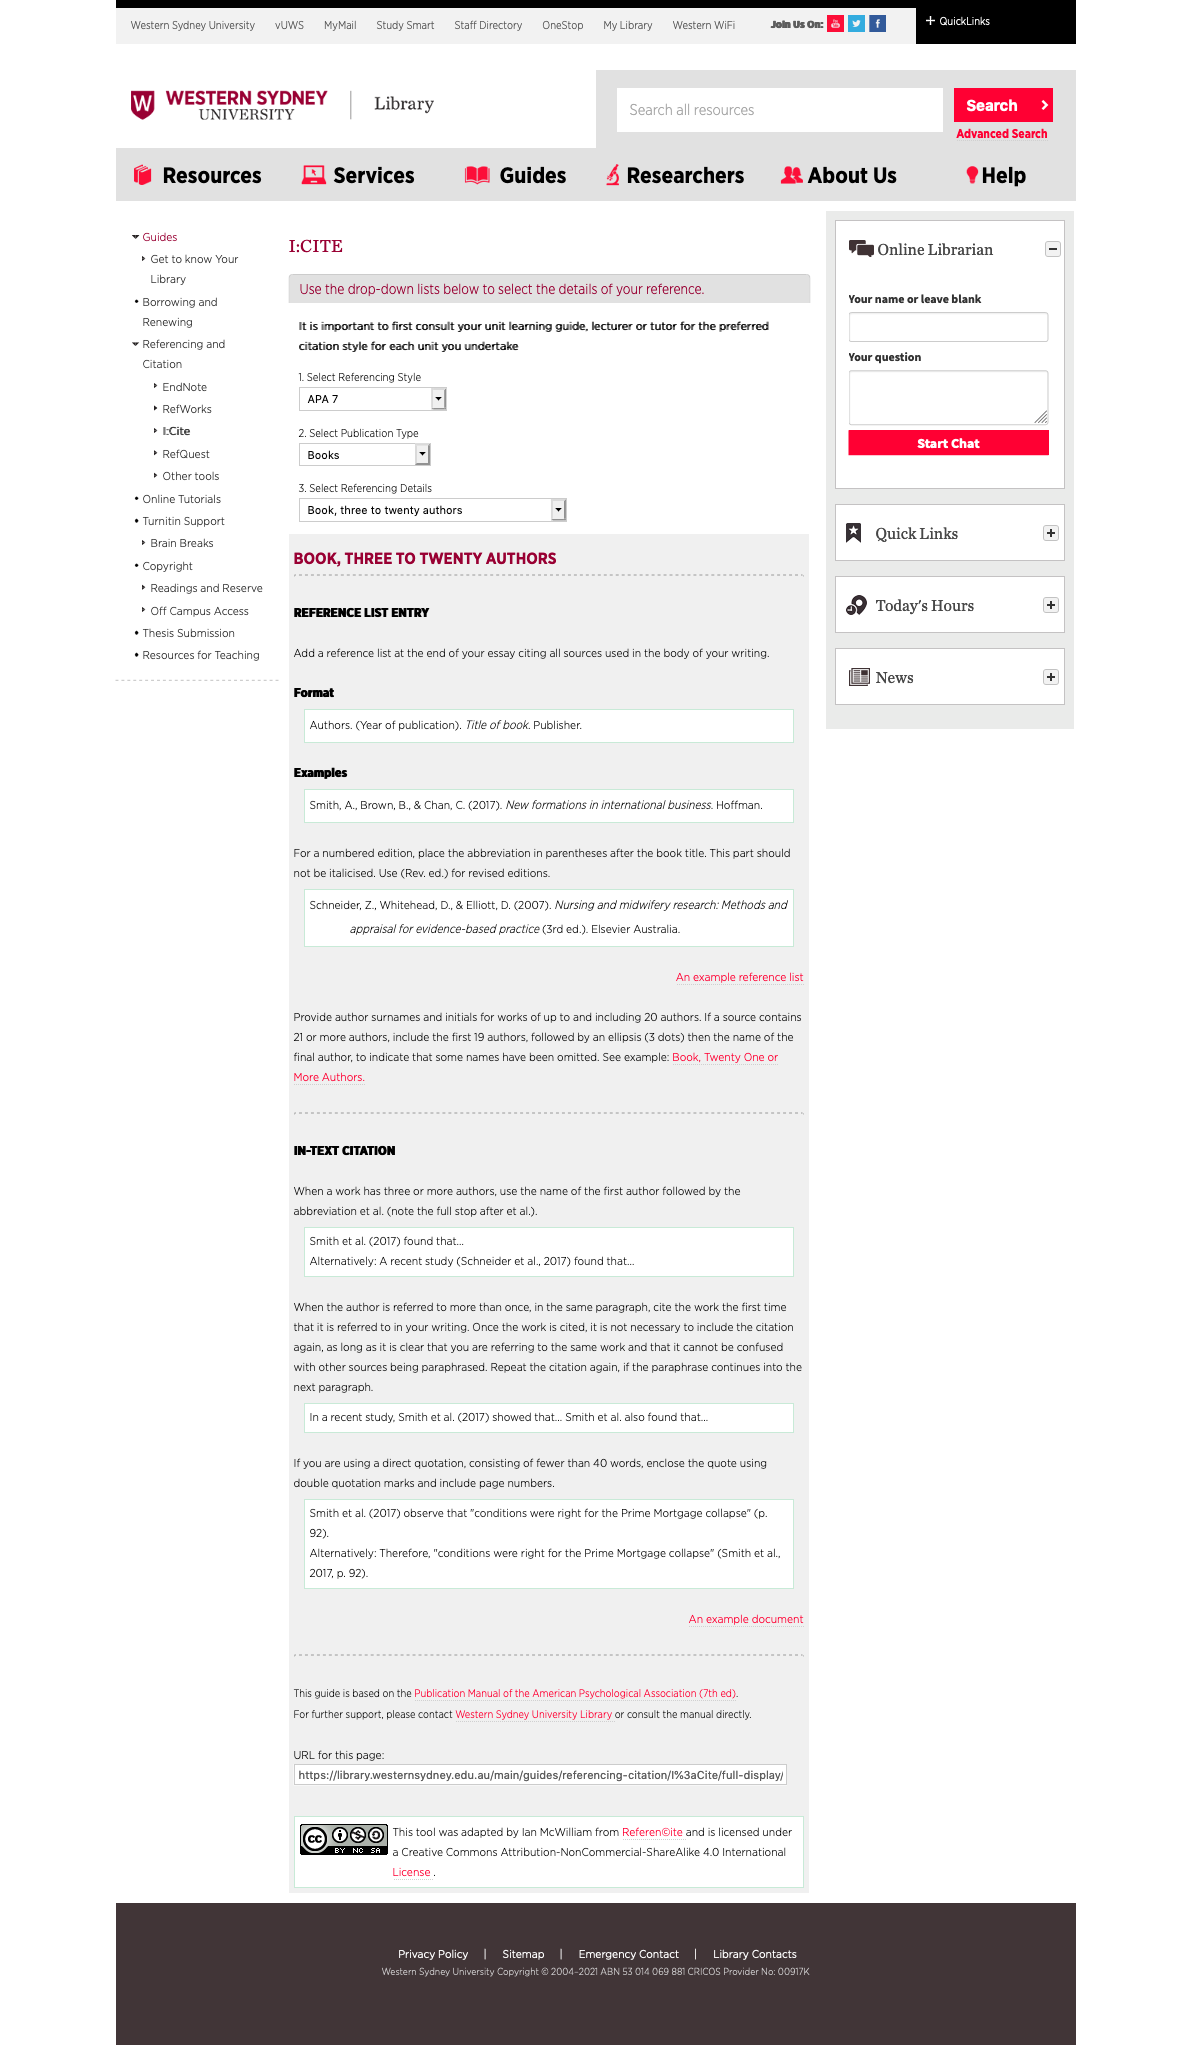 Western Sydney University vUWS MyMail Study Smart Staff Directory OneStop My Library Western WiFi Join Us On: + QuickLinks
WESTERN SYDNEY
UNIVERSITY
Library
Search all resources
Search
Advanced Search
Resources Services Guides Researchers About Us Help
Guides
Get to know Your
Library
Borrowing and
Renewing
Referencing and
Citation
EndNote
RefWorks
I:Cite
RefQuest
Other tools
Online Tutorials
Turnitin Support
Brain Breaks
Copyright
Readings and Reserve
Off Campus Access
Thesis Submission
Resources for Teaching
I:CITE
Use the drop-down lists below to select the details of your reference.
It is important to first consult your unit learning guide, lecturer or tutor for the preferred
citation style for each unit you undertake
1. Select Referencing Style
APA 7
2. Select Publication Type
Books
3. Select Referencing Details
Book, three to twenty authors
BOOK, THREE TO TWENTY AUTHORS
REFERENCE LIST ENTRY
Add a reference list at the end of your essay citing all sources used in the body of your writing.
Format
Authors. (Year of publication). Title of book. Publisher.
Examples
Smith, A., Brown, B., & Chan, C. (2017). New formations in international business. Hoffman.
For a numbered edition, place the abbreviation in parentheses after the book title. This part should
not be italicised. Use (Rev. ed.) for revised editions.
Schneider, Z., Whitehead, D., & Elliott, D. (2007). Nursing and midwifery research: Methods and
appraisal for evidence-based practice (3rd ed.). Elsevier Australia.
An example reference list
Provide author surnames and initials for works of up to and including 20 authors. If a source contains
21 or more authors, include the first 19 authors, followed by an ellipsis (3 dots) then the name of the
final author, to indicate that some names have been omitted. See example: Book, Twenty One or
More Authors.
IN-TEXT CITATION
When a work has three or more authors, use the name of the first author followed by the
abbreviation et al. (note the full stop after et al.).
Smith et al. (2017) found that...
Alternatively: A recent study (Schneider et al., 2017) found that...
When the author is referred to more than once, in the same paragraph, cite the work the first time
that it is referred to in your writing. Once the work is cited, it is not necessary to include the citation
again, as long as it is clear that you are referring to the same work and that it cannot be confused
with other sources being paraphrased. Repeat the citation again, if the paraphrase continues into the
next paragraph.
In a recent study, Smith et al. (2017) showed that... Smith et al. also found that...
If you are using a direct quotation, consisting of fewer than 40 words, enclose the quote using
double quotation marks and include page numbers.
Smith et al. (2017) observe that "conditions were right for the Prime Mortgage collapse" (p.
92).
Alternatively: Therefore, "conditions were right for the Prime Mortgage collapse" (Smith et al.,
2017, p. 92).
An example document
This guide is based on the Publication Manual of the American Psychological Association (7th ed).
For further support, please contact Western Sydney University Library or consult the manual directly.
URL for this page:
https://library.westernsydney.edu.au/main/guides/referencing-citation/I%3aCite/full-display/
cc BY NC SA
This tool was adapted by Ian McWilliam from Referen©ite and is licensed under
a Creative Commons Attribution-NonCommercial-ShareAlike 4.0 International
License .
Online Librarian
Your name or leave blank
Your question
Start Chat
Quick Links
Today's Hours
News
Privacy Policy | Sitemap | Emergency Contact | Library Contacts
Western Sydney University Copyright © 2004-2021 ABN 53 014 069 881 CRICOS Provider No: 00917K